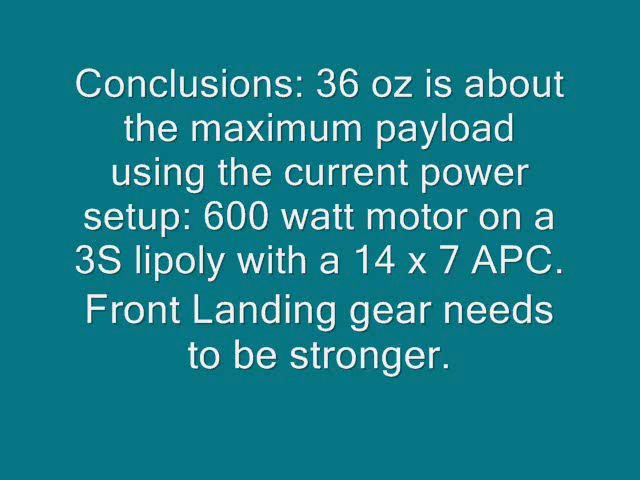 Conclusions: 36 oz is about
the maximum payload
using the current power
setup: 600 watt motor on a
3S lipoly with a 14 x 7 APC.
Front Landing gear needs
to be stronger.